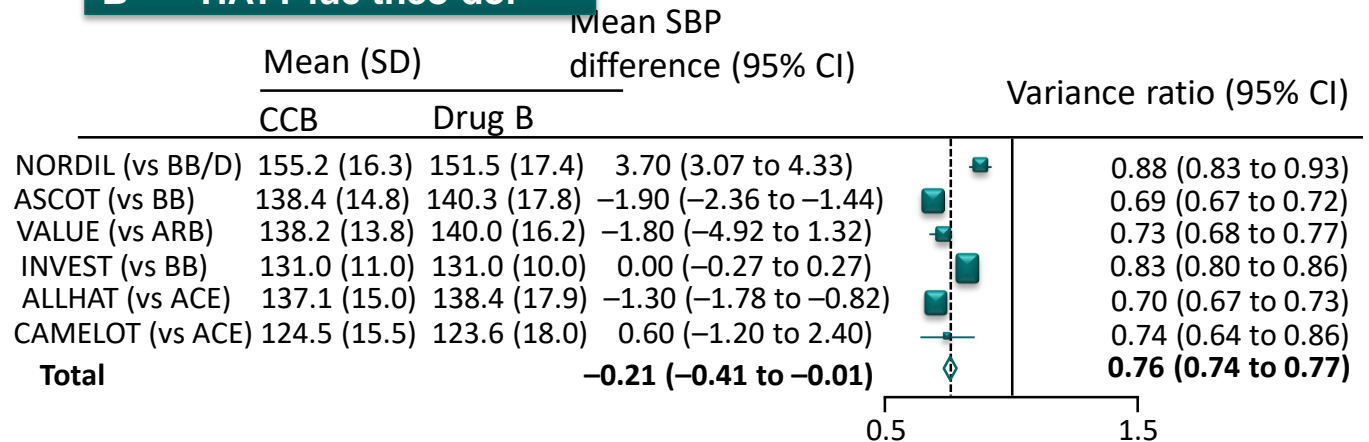 Mean SBP
difference (95% CI)
Mean (SD)
Variance ratio (95% CI)
CCB Drug B
NORDIL (vs BB/D) 155.2 (16.3) 151.5 (17.4) 3.70 (3.07 to 4.33) 0.88 (0.83 to 0.93)
ASCOT (vs BB) 138.4 (14.8) 140.3 (17.8) −1.90 (−2.36 to −1.44) 0.69 (0.67 to 0.72)
VALUE (vs ARB) 138.2 (13.8) 140.0 (16.2) −1.80 (−4.92 to 1.32) 0.73 (0.68 to 0.77)
INVEST (vs BB) 131.0 (11.0) 131.0 (10.0) 0.00 (−0.27 to 0.27) 0.83 (0.80 to 0.86)
ALLHAT (vs ACE) 137.1 (15.0) 138.4 (17.9) −1.30 (−1.78 to −0.82) 0.70 (0.67 to 0.73)
CAMELOT (vs ACE) 124.5 (15.5) 123.6 (18.0) 0.60 (−1.20 to 2.40) 0.74 (0.64 to 0.86)
Total −0.21 (−0.41 to −0.01) 0.76 (0.74 to 0.77)
0.5 1.5